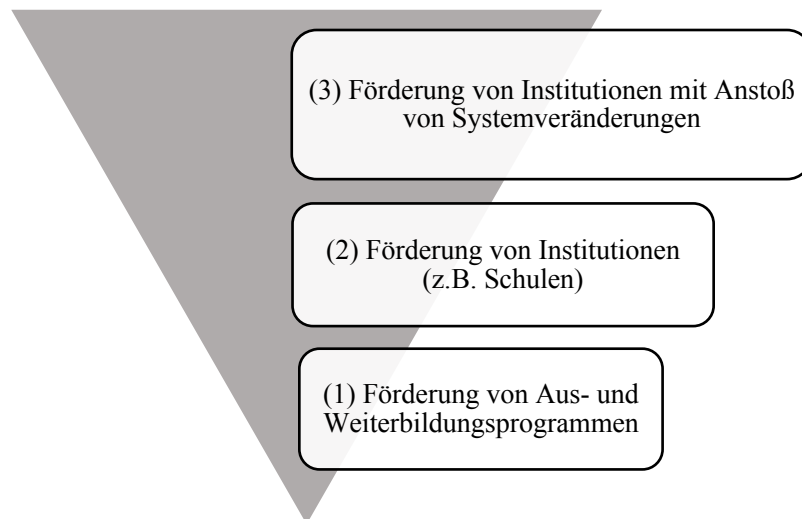 (3) Förderung von Institutionen mit Anstoß
von Systemveränderungen
(2) Förderung von Institutionen
(z.B. Schulen)
(1) Förderung von Aus- und
Weiterbildungsprogrammen